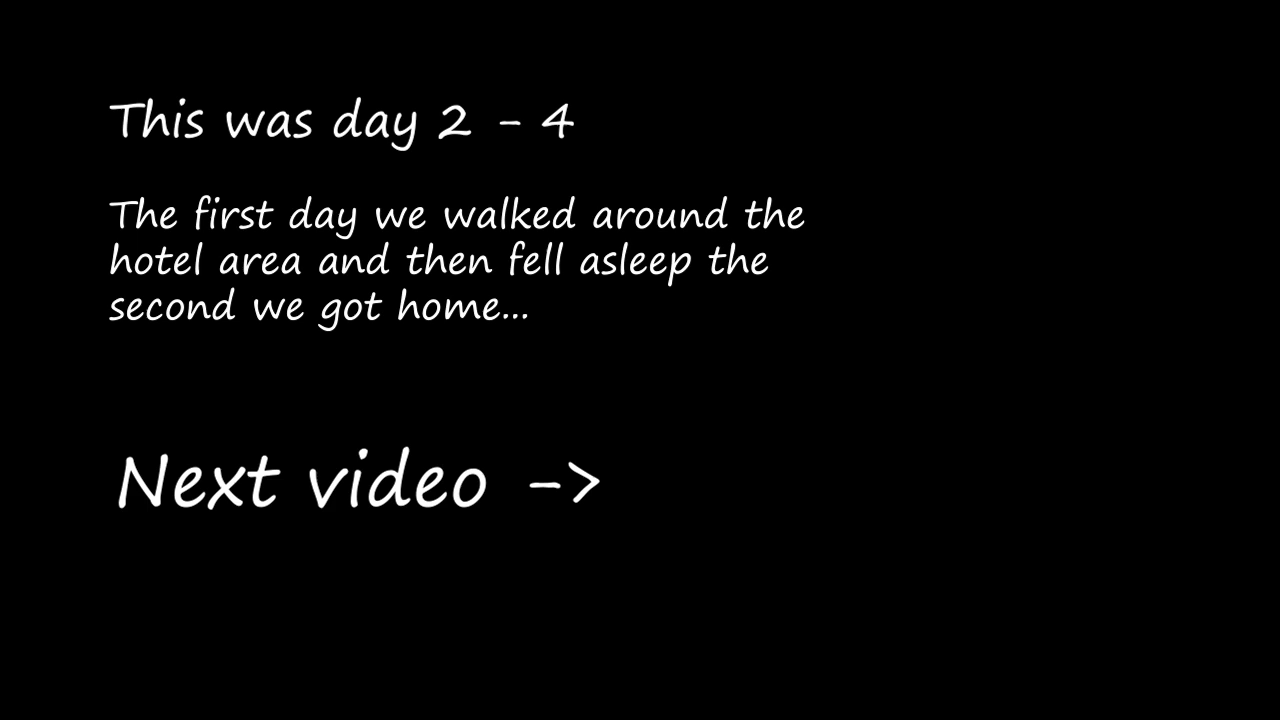 This was day 2 - 4
The first day we walked around the
hotel area and then fell asleep the
second we got home...
Next video ->